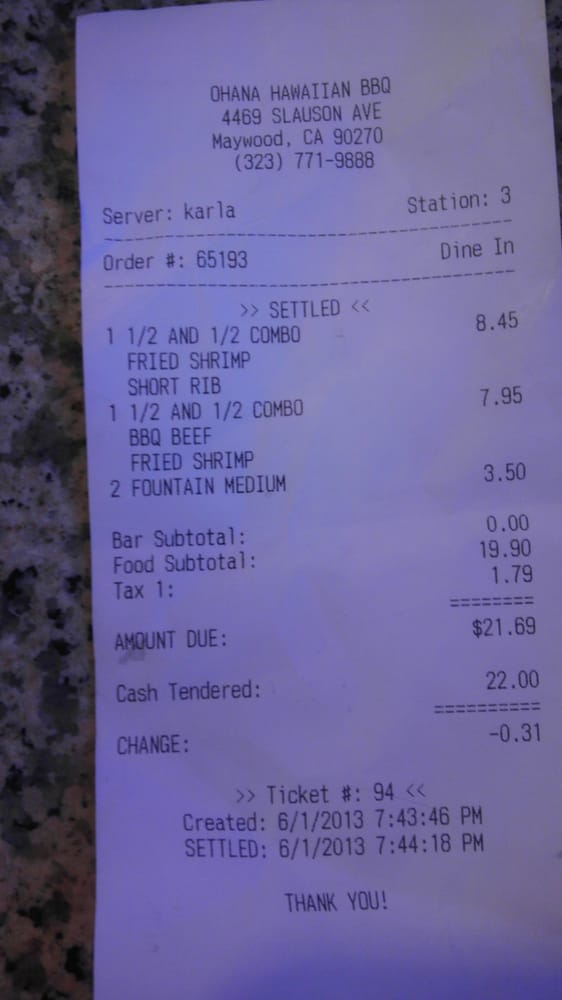 OHANA HAWAIIAN BBQ
4469 SLAUSON AVE
Maywood, CA 90270
(323) 771-9888
Server: karla Station: 3
Order #: 65193 Dine In
>> SETTLED <<
1 1/2 AND 1/2 COMBO 8.45
FRIED SHRIMP
SHORT RIB
1 1/2 AND 1/2 COMBO 7.95
BBQ BEEF
FRIED SHRIMP
2 FOUNTAIN MEDIUM 3.50
Bar Subtotal: 0.00
Food Subtotal: 19.90
Tax 1: 1.79
========
AMOUNT DUE: $21.69
Cash Tendered: 22.00
==========
CHANGE: -0.31
>> Ticket #: 94 <<
Created: 6/1/2013 7:43:46 PM
SETTLED: 6/1/2013 7:44:18 PM
THANK YOU!